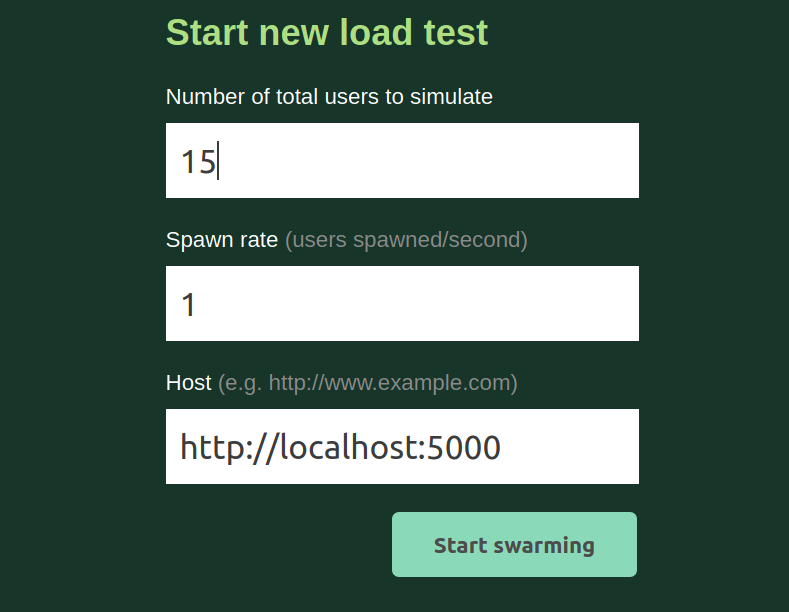 Start new load test
Number of total users to simulate
15
Spawn rate (users spawned/second)
1
Host (e.g. http://www.example.com)
http://localhost:5000
Start swarming